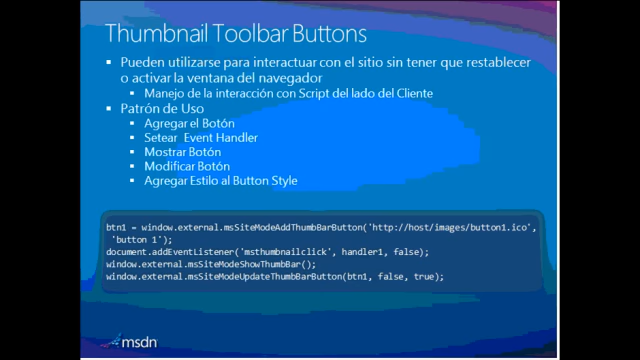 Thumbnail Toolbar Buttons
Pueden utilizarse para interactuar con el sitio sin tener que restablecer
o activar la ventana del navegador
Manejo de la interacción con Script del lado del Cliente
Patrón de Uso
Agregar el Botón
Setear Event Handler
Mostrar Botón
Modificar Botón
Agregar Estilo al Button Style
btn1 = window.external.msSiteModeAddThumbBarButton('http://host/images/button1.ico',
'button 1');
document.addEventListener('msthumbnailclick', handler1, false);
window.external.msSiteModeShowThumbBar();
window.external.msSiteModeUpdateThumbBarButton(btn1, false, true);
msdn